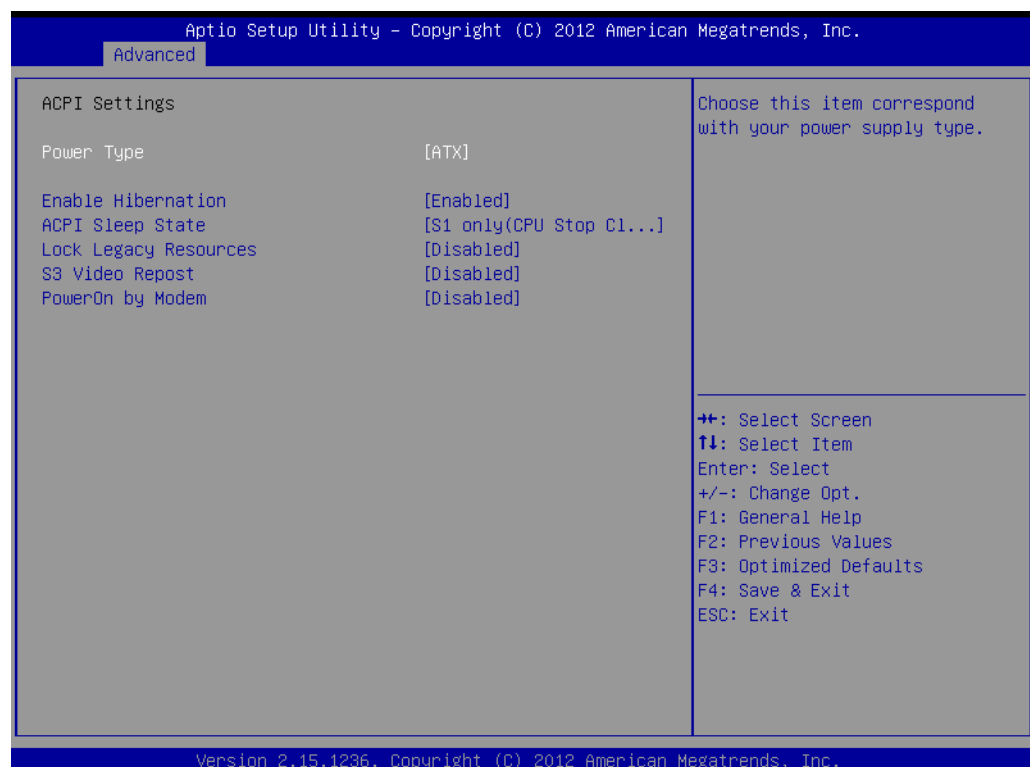 Aptio Setup Utility – Copyright (C) 2012 American Megatrends, Inc.
Advanced
ACPI Settings
Power Type [ATX]
Enable Hibernation [Enabled]
ACPI Sleep State [S1 only(CPU Stop Cl...]
Lock Legacy Resources [Disabled]
S3 Video Repost [Disabled]
PowerOn by Modem [Disabled]
Choose this item correspond
with your power supply type.
→←: Select Screen
↑↓: Select Item
Enter: Select
+/-: Change Opt.
F1: General Help
F2: Previous Values
F3: Optimized Defaults
F4: Save & Exit
ESC: Exit
Version 2.15.1236. Copyright (C) 2012 American Megatrends, Inc.